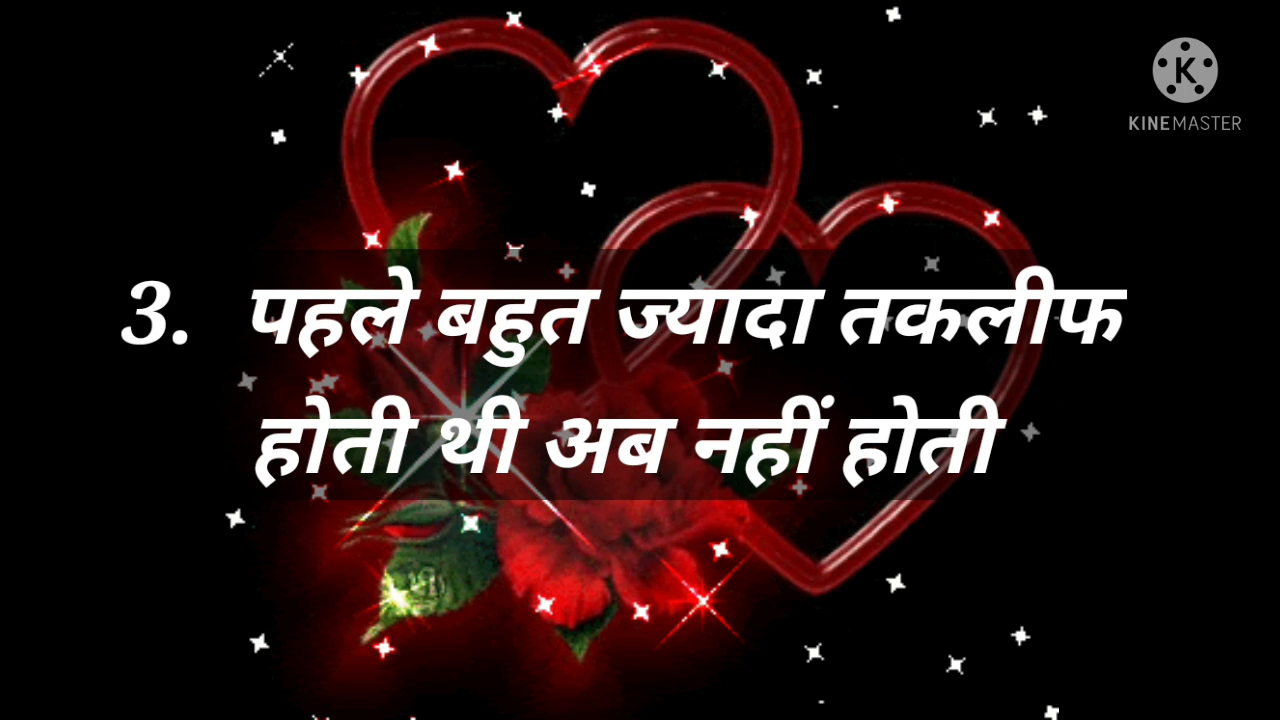 KINEMASTER
3. पहले बहुत ज्यादा तकलीफ
होती थी अब नहीं होती